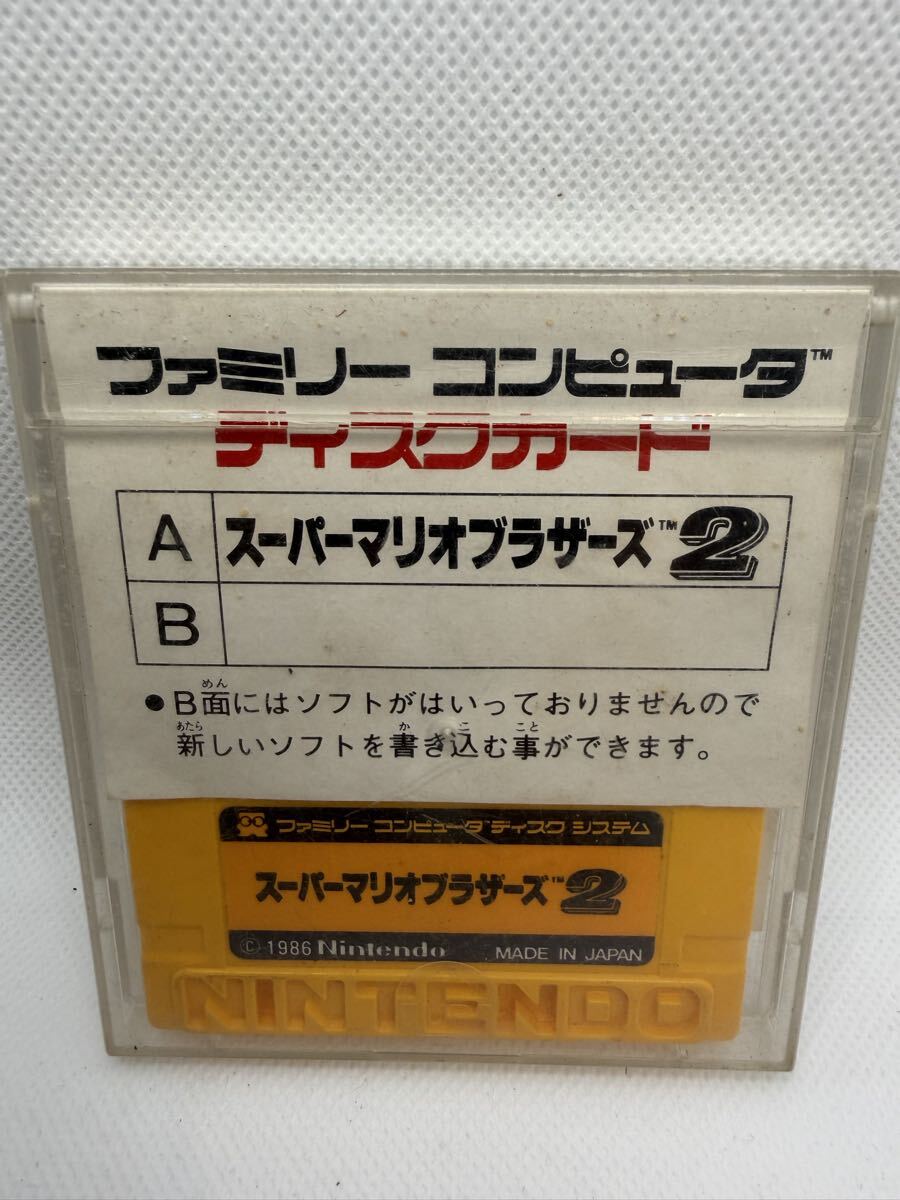 ファミリー コンピュータ™
ディスクカード
A スーパーマリオブラザーズ™2
B
めん
●B面にはソフトがはいっておりませんので
あたら か こ こと
新しいソフトを書き込む事ができます。
ファミリー コンピュータ™ディスク システム
スーパーマリオブラザーズ™2
©1986 Nintendo MADE IN JAPAN
NINTENDO